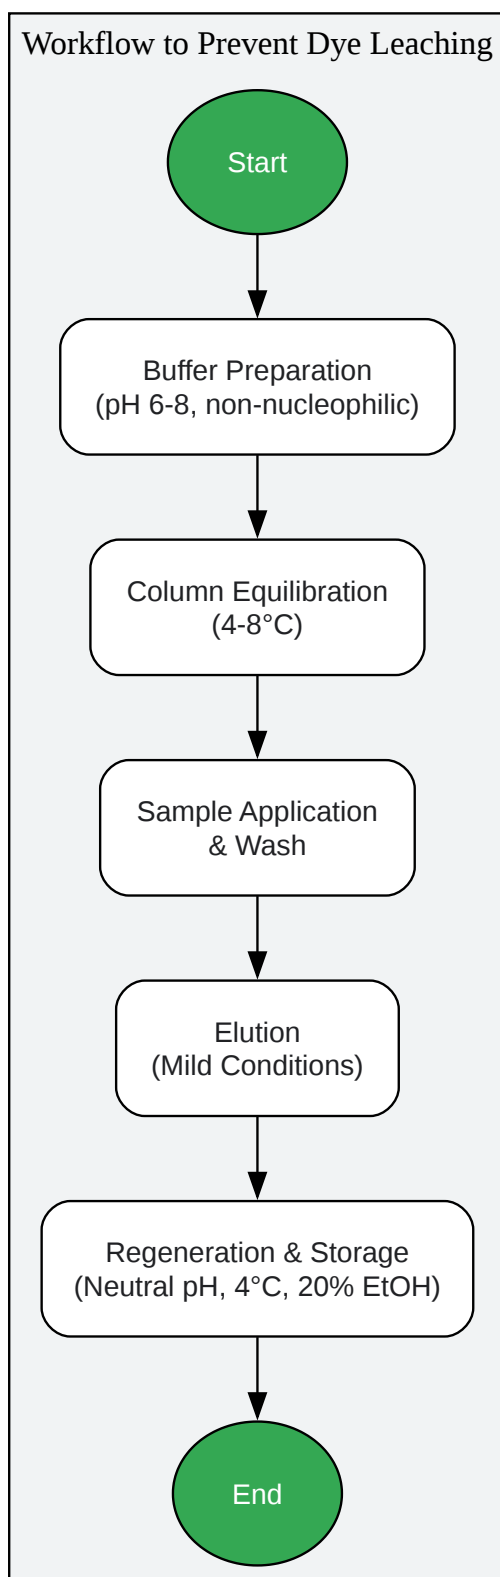 Workflow to Prevent Dye Leaching
Start
Buffer Preparation
(pH 6-8, non-nucleophilic)
Column Equilibration
(4-8°C)
Sample Application
& Wash
Elution
(Mild Conditions)
Regeneration & Storage
(Neutral pH, 4°C, 20% EtOH)
End